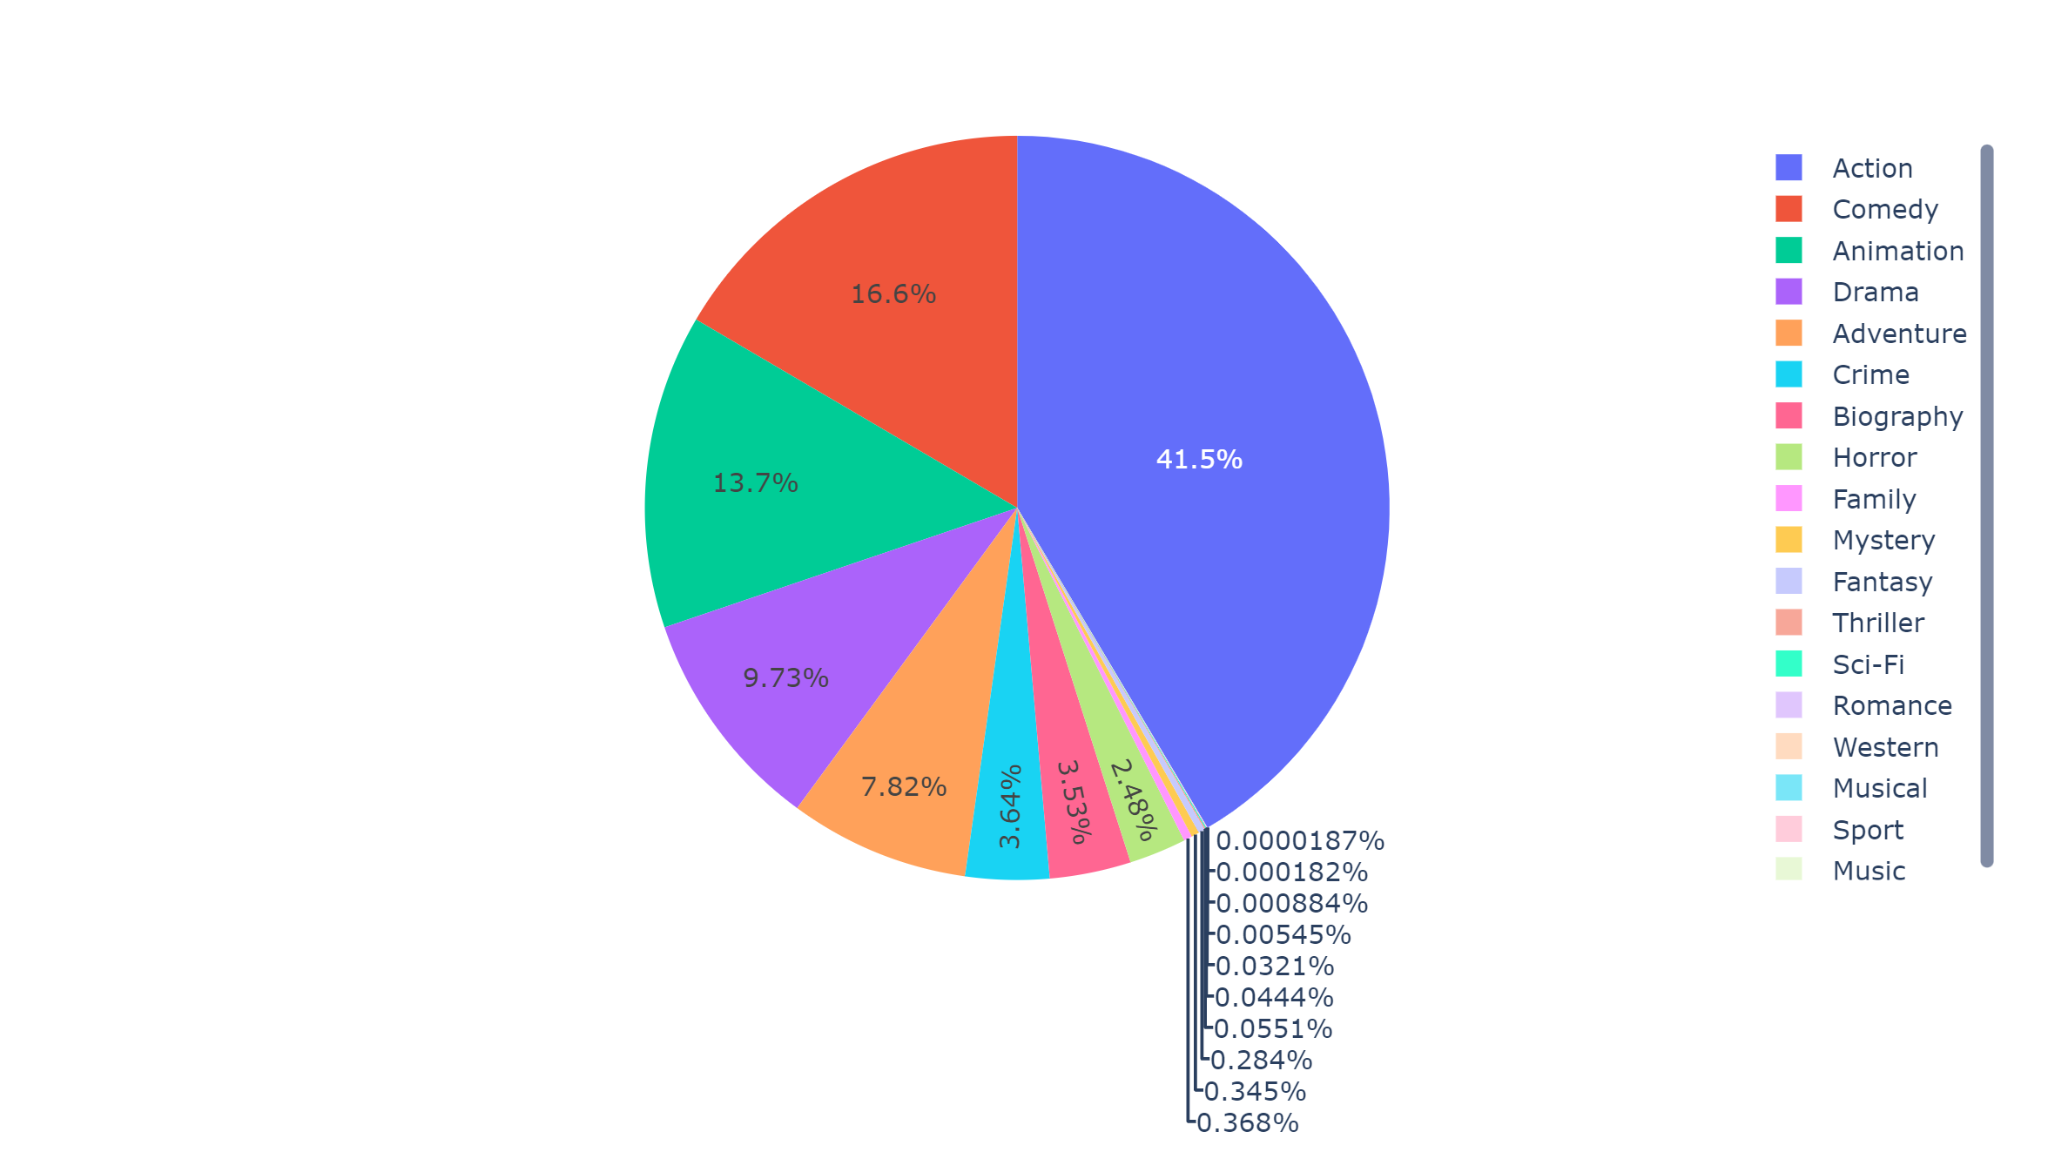 41.5%
16.6%
13.7%
9.73%
7.82%
3.64%
3.53%
2.48%
0.0000187%
0.000182%
0.000884%
0.00545%
0.0321%
0.0444%
0.0551%
0.284%
0.345%
0.368%
Action
Comedy
Animation
Drama
Adventure
Crime
Biography
Horror
Family
Mystery
Fantasy
Thriller
Sci-Fi
Romance
Western
Musical
Sport
Music